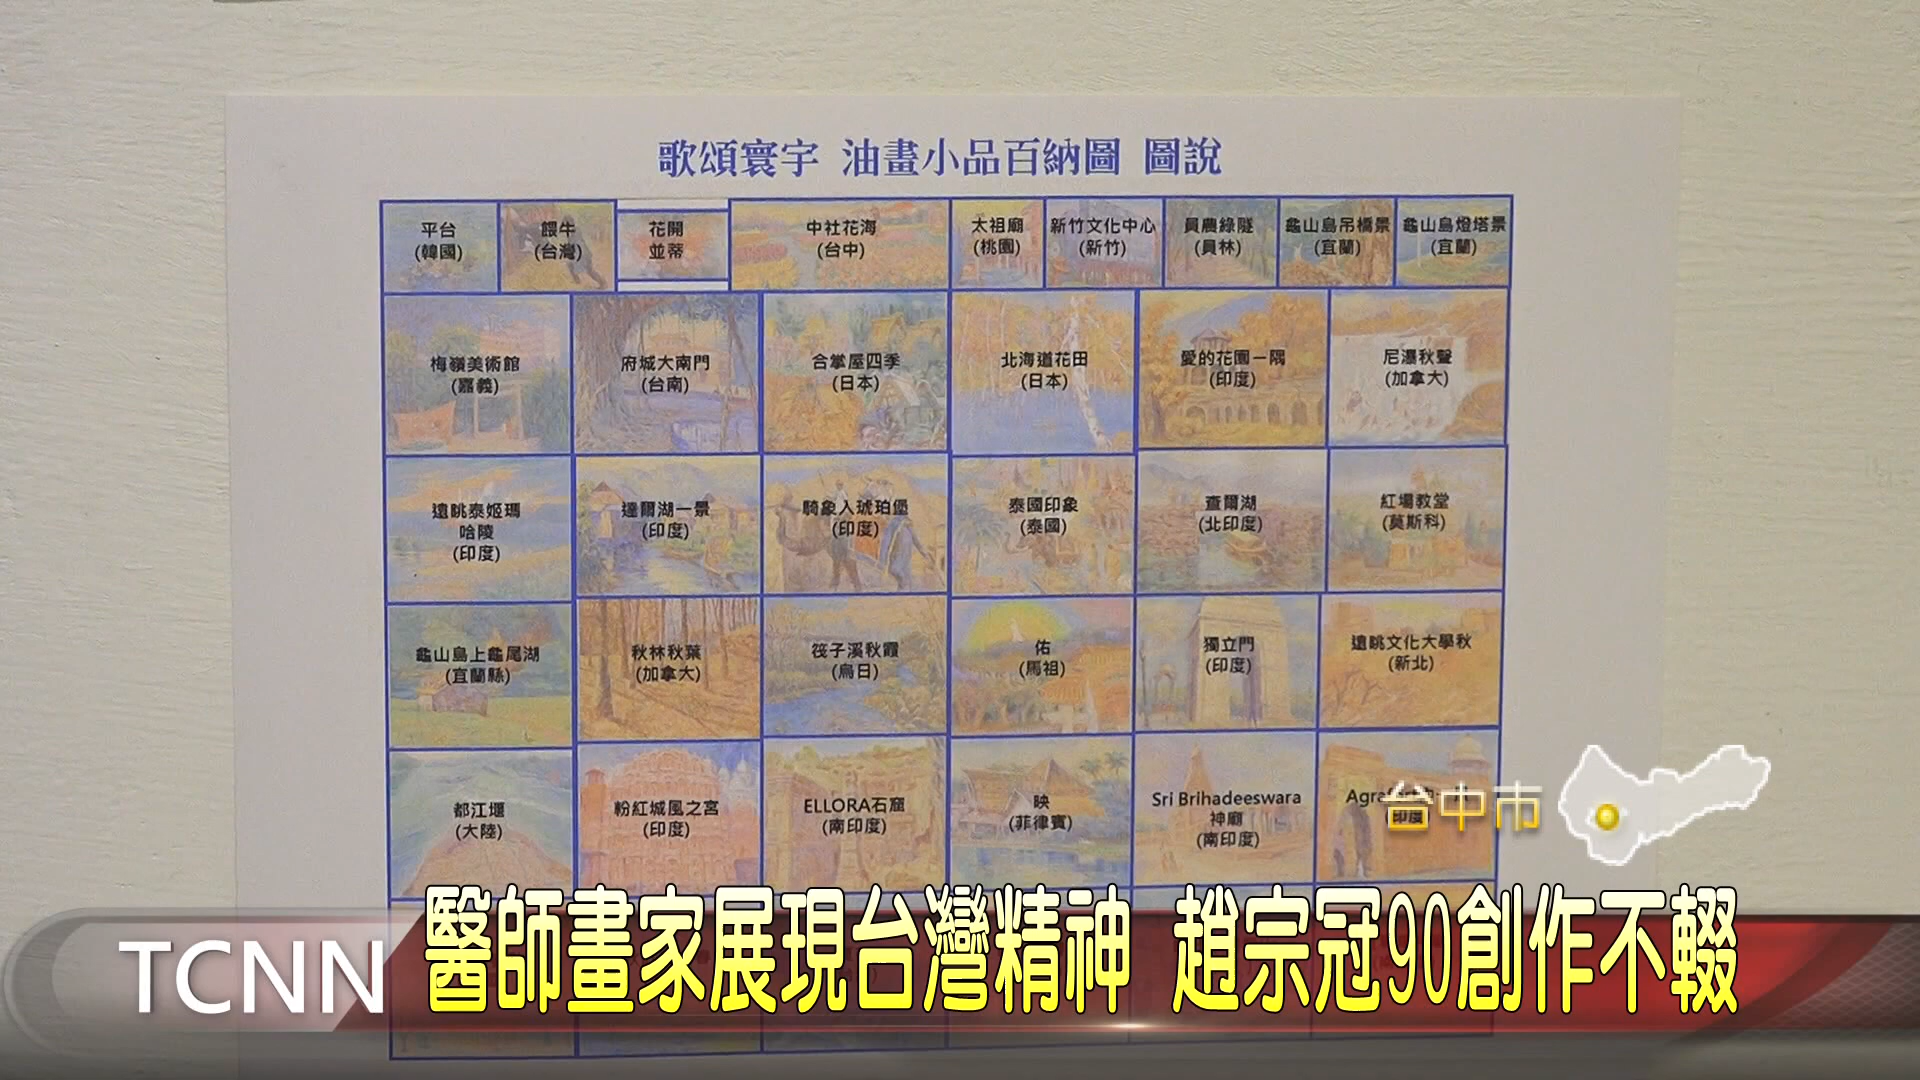 歌頌寰宇 油畫小品百納圖 圖說
平台
(韓國)
餵牛
(台灣)
花開
並蒂
中社花海
(台中)
太祖廟
(桃園)
新竹文化中心
(新竹)
員農綠隧
(員林)
龜山島吊橋景
(宜蘭)
龜山島燈塔景
(宜蘭)
梅嶺美術館
(嘉義)
府城大南門
(台南)
合掌屋四季
(日本)
北海道花田
(日本)
愛的花園一隅
(印度)
尼瀑秋聲
(加拿大)
遠眺泰姬瑪
哈陵
(印度)
達爾湖一景
(印度)
騎象入琥珀堡
(印度)
泰國印象
(泰國)
查爾湖
(北印度)
紅場教堂
(莫斯科)
龜山島上龜尾湖
(宜蘭縣)
秋林秋葉
(加拿大)
筏子溪秋霞
(烏日)
佑
(馬祖)
獨立門
(印度)
遠眺文化大學秋
(新北)
都江堰
(大陸)
粉紅城風之宮
(印度)
ELLORA石窟
(南印度)
映
(菲律賓)
Sri Brihadeeswara
神廟
(南印度)
印度
台中市
TCNN
醫師畫家展現台灣精神 趙宗冠90創作不輟